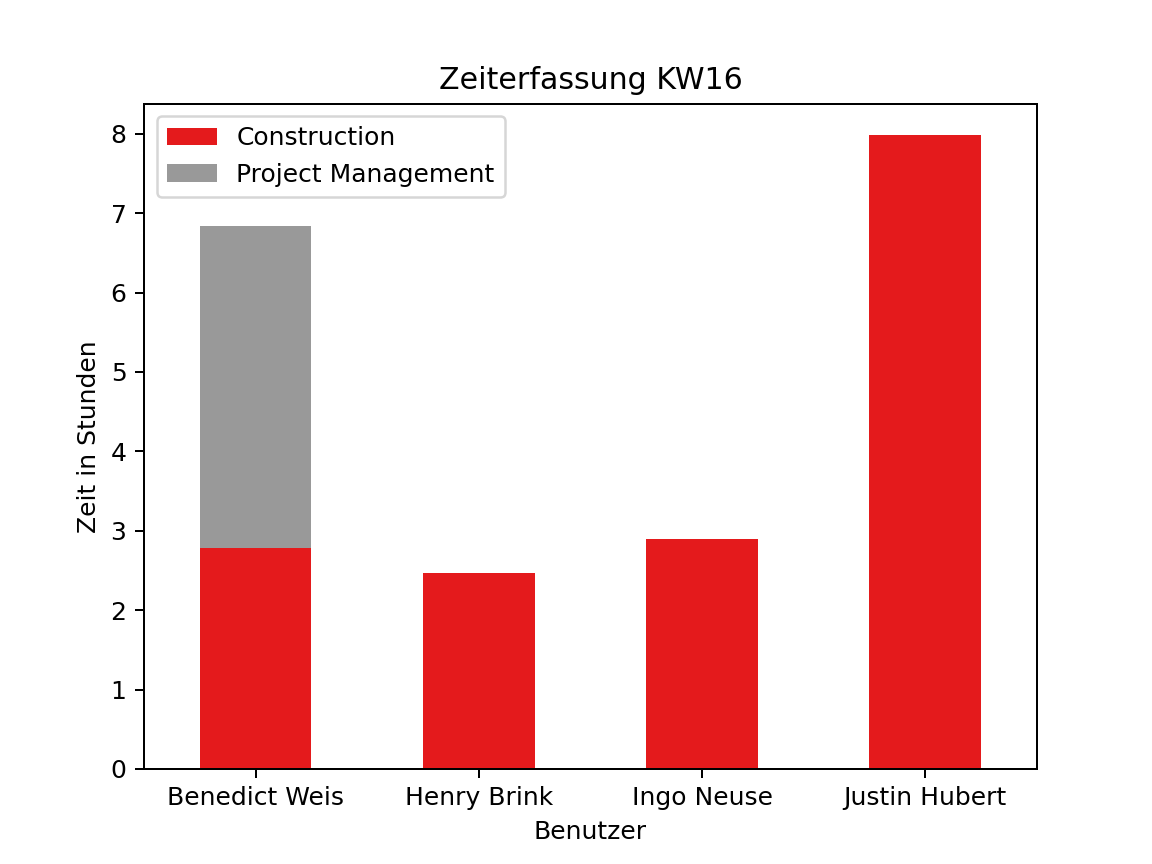 Zeiterfassung KW16
Construction
Project Management
8
7
6
5
4
3
2
1
0
Zeit in Stunden
Benedict Weis
Henry Brink
Ingo Neuse
Justin Hubert
Benutzer